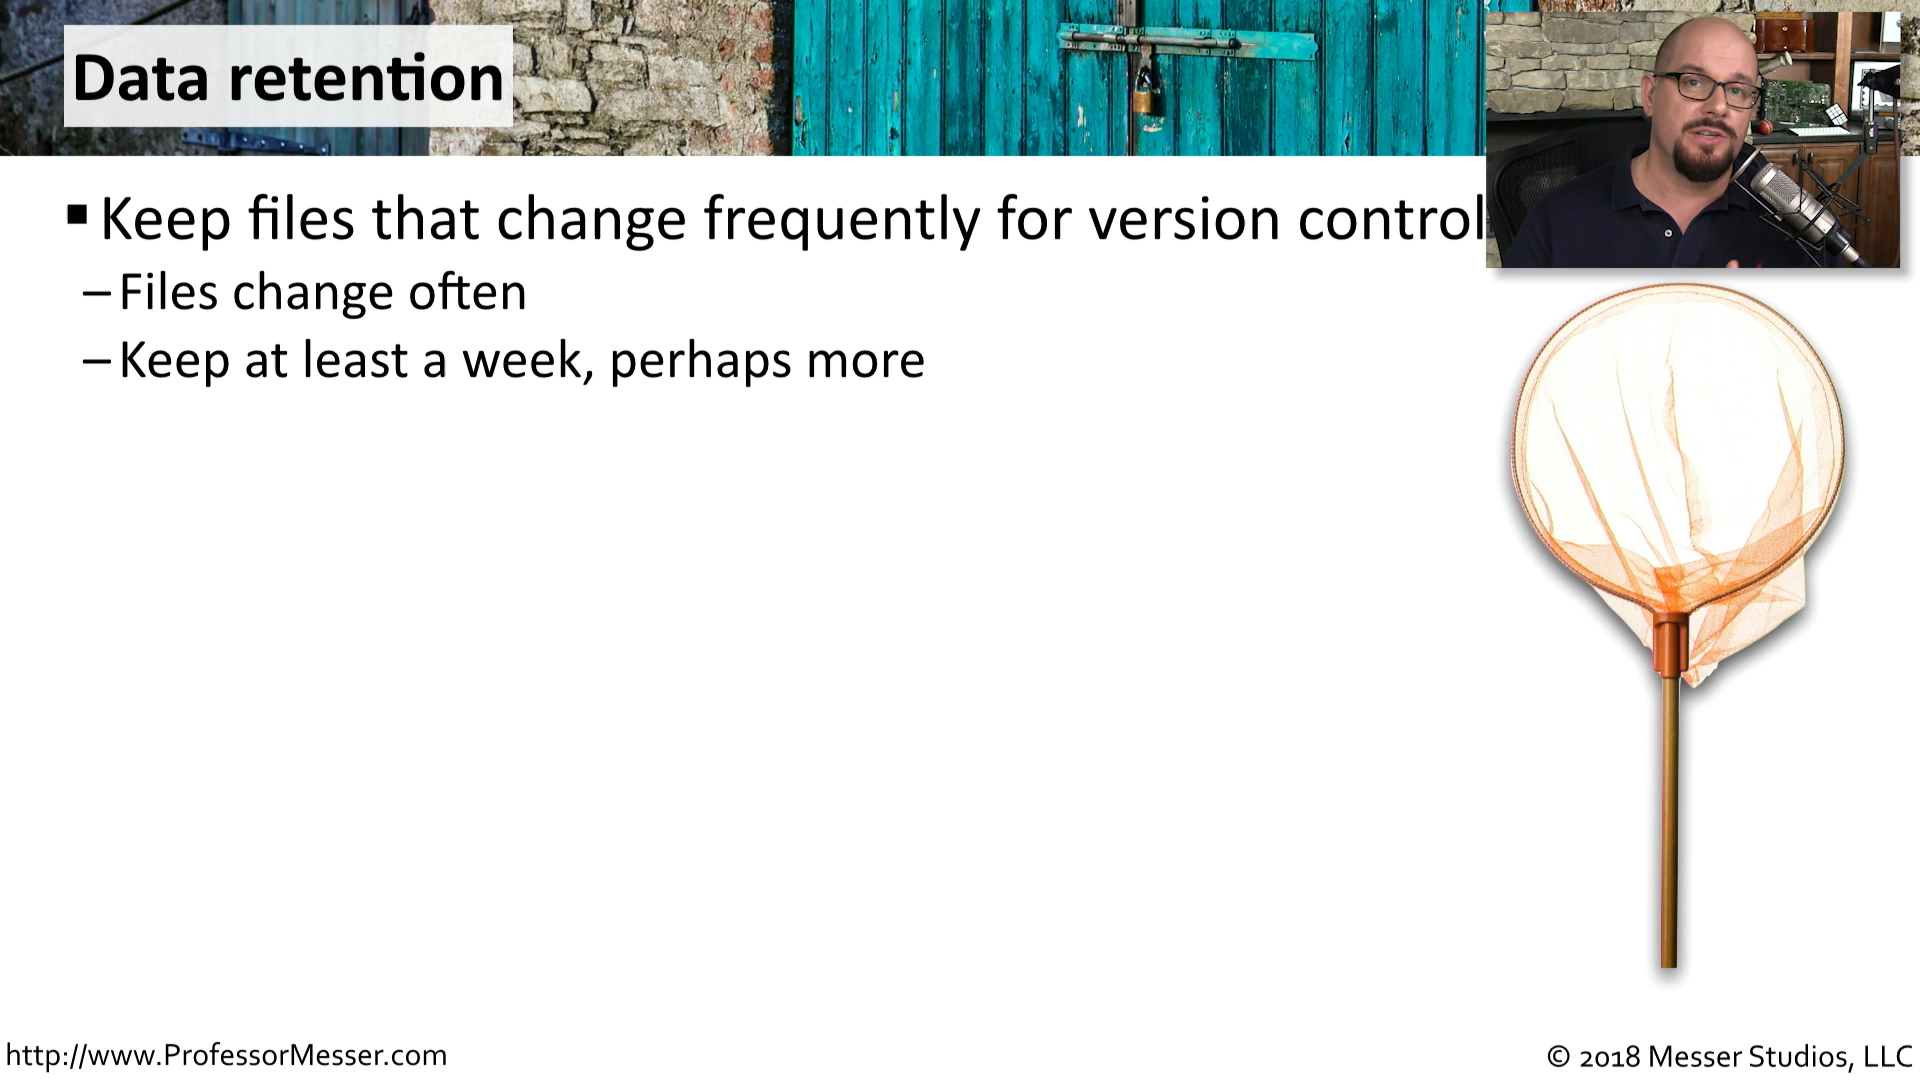 Data retention
▪ Keep files that change frequently for version control
– Files change often
– Keep at least a week, perhaps more
http://www.ProfessorMesser.com
© 2018 Messer Studios, LLC